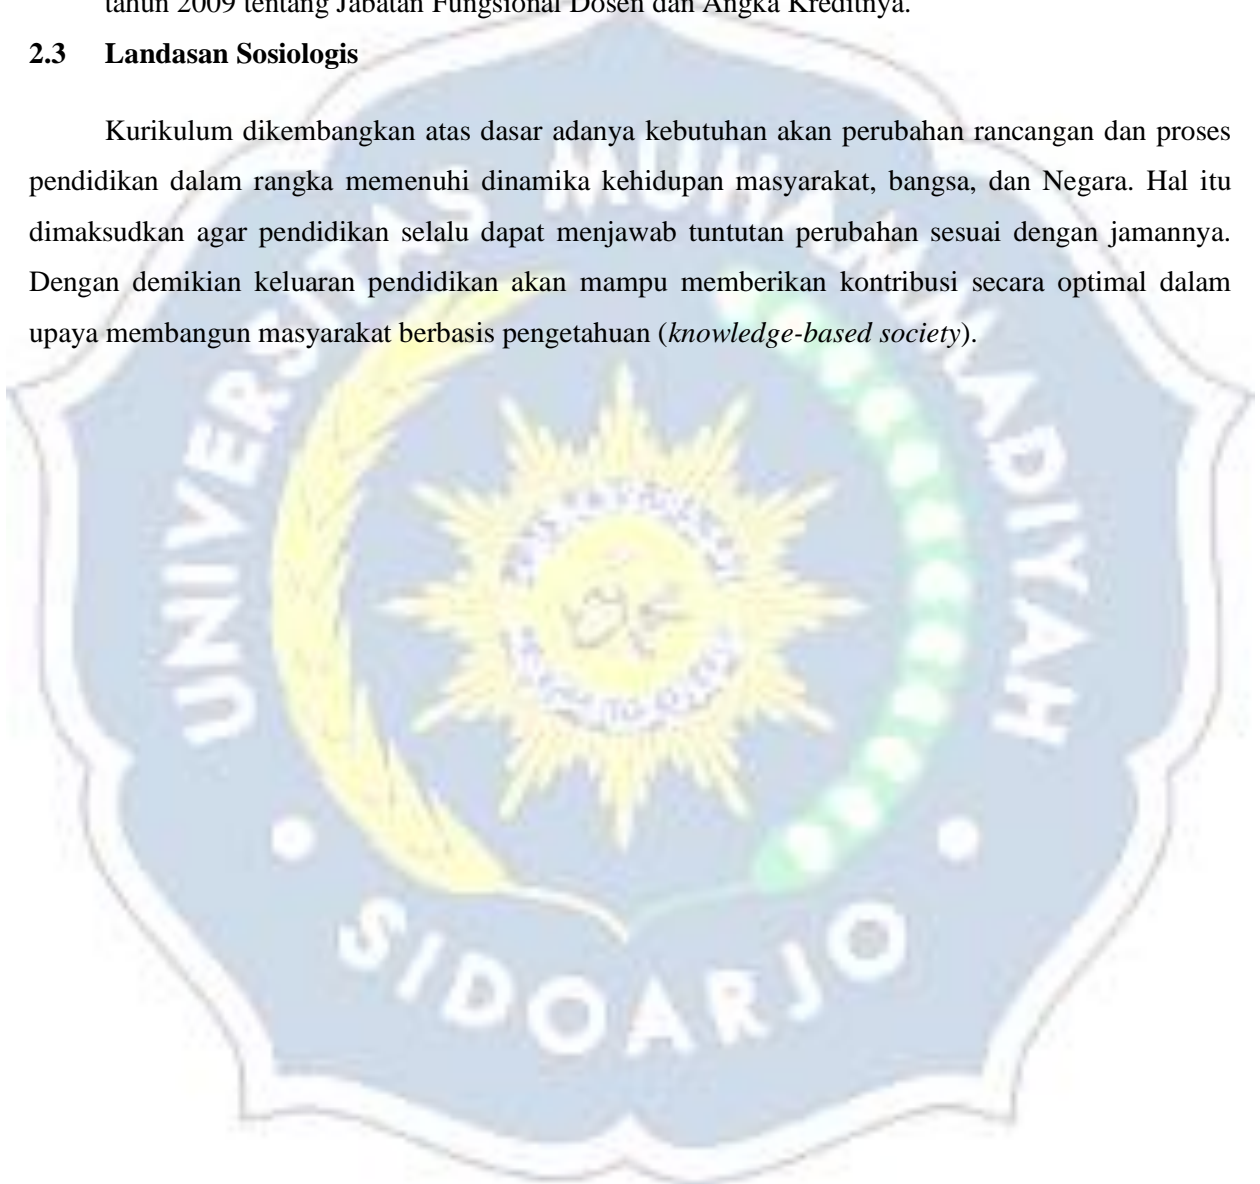 tahun 2009 tentang Jabatan Fungsional Dosen dan Angka Kreditnya.
2.3 Landasan Sosiologis
Kurikulum dikembangkan atas dasar adanya kebutuhan akan perubahan rancangan dan proses
pendidikan dalam rangka memenuhi dinamika kehidupan masyarakat, bangsa, dan Negara. Hal itu
dimaksudkan agar pendidikan selalu dapat menjawab tuntutan perubahan sesuai dengan jamannya.
Dengan demikian keluaran pendidikan akan mampu memberikan kontribusi secara optimal dalam
upaya membangun masyarakat berbasis pengetahuan (knowledge-based society).
UNIVERSITAS MUHAMMADIYAH
SIDOARJO